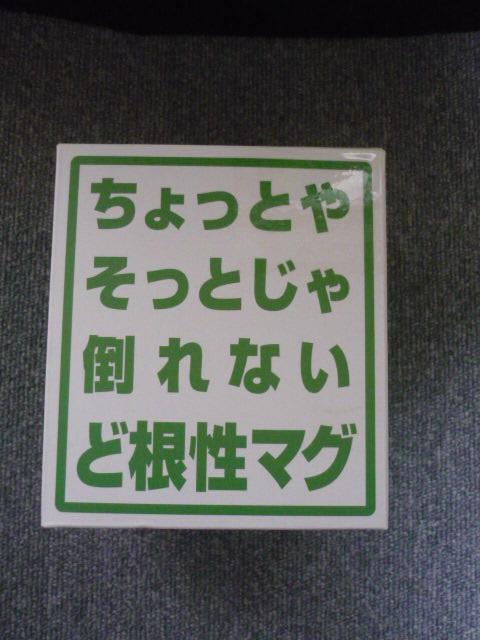 ちょっとや
そっとじゃ
倒れない
ど根性マグ